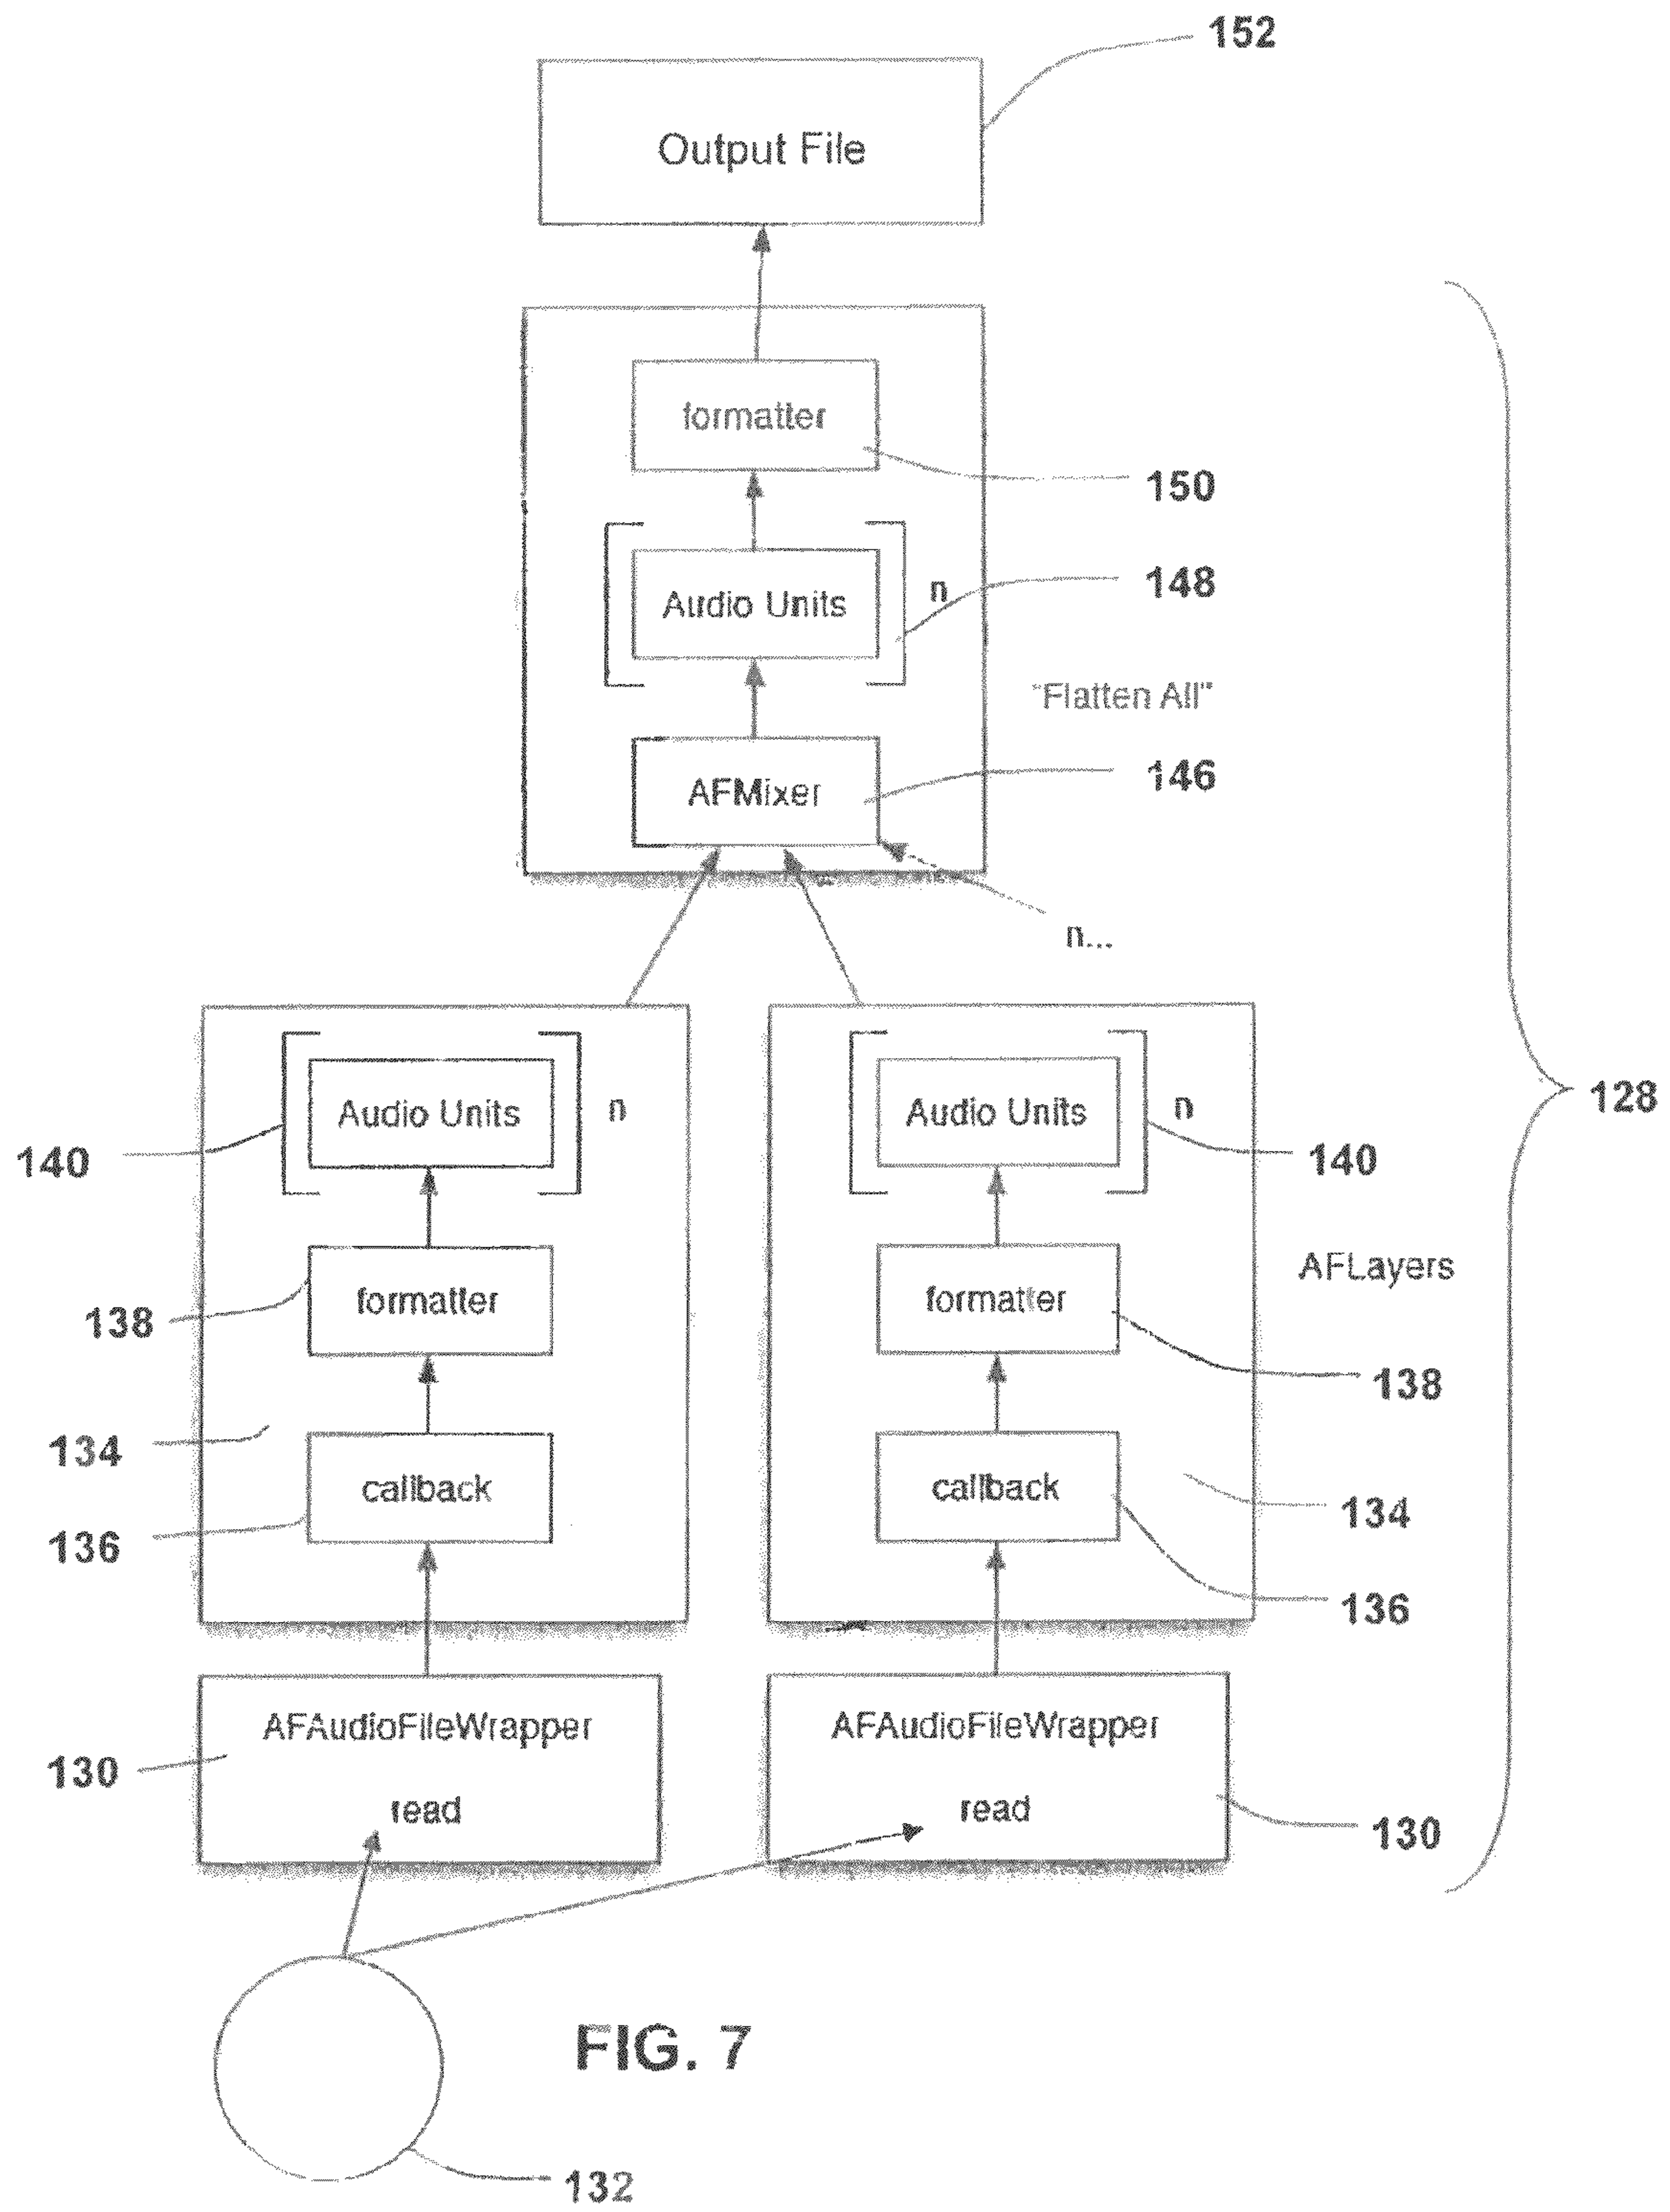 152
Output File
formatter
150
Audio Units
n
148
"Flatten All"
AFMixer
146
n...
Audio Units
n
Audio Units
n
128
140
140
formatter
formatter
AFLayers
138
138
134
callback
callback
134
136
136
AFAudioFileWrapper
AFAudioFileWrapper
130
read
read
130
FIG. 7
132